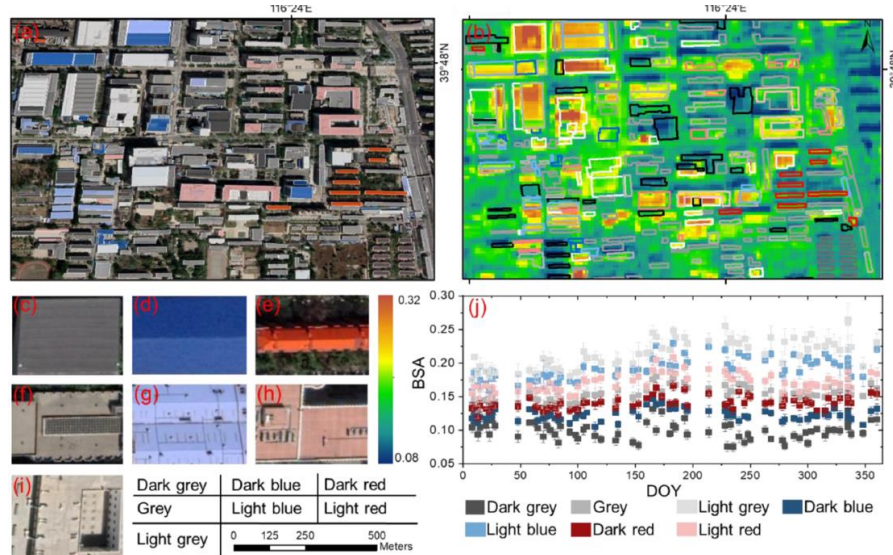 116°24'E
116°24'E
(a)
(b)
N
39°48'N
(c)
(d)
(e)
0.32
BSA
0.30
0.25
0.20
0.15
0.10
0.05
(j)
(f)
(g)
(h)
0.08
0 50 100 150 200 250 300 350
DOY
(i)
Dark grey Dark blue Dark red
Grey Light blue Light red
Light grey
0 125 250 500
Meters
Dark grey Grey Light grey Dark blue
Light blue Dark red Light red